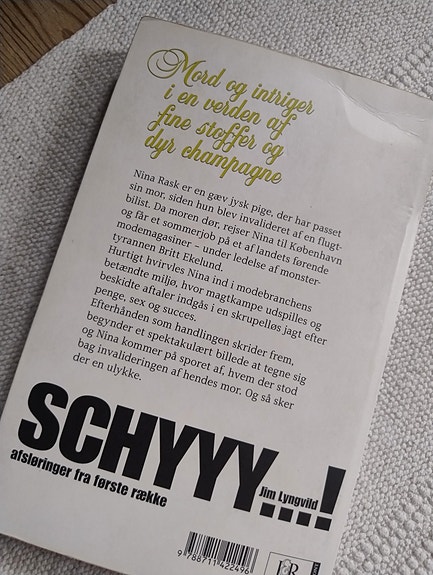 Mord og intriger
i en verden af
fine stoffer og
dyr champagne
Nina Rask er en gæv jysk pige, der har passet
sin mor, siden hun blev invalideret af en flugt-
bilist. Da moren dør, rejser Nina til København
og får et sommerjob på et af landets førende
modemagasiner – under ledelse af monster-
tyrannen Britt Ekelund.
Hurtigt hvirvles Nina ind i modebranchens
betændte miljø, hvor magtkampe udspilles og
beskidte aftaler indgås i en skrupelløs jagt efter
penge, sex og succes.
Efterhånden som handlingen skrider frem,
begynder et spektakulært billede at tegne sig
og Nina kommer på sporet af, hvem der stod
bag invalideringen af hendes mor. Og så sker
der en ulykke.
SCHYYY...!
Jim Lyngvild
afsløringer fra første række
9 788711 422496